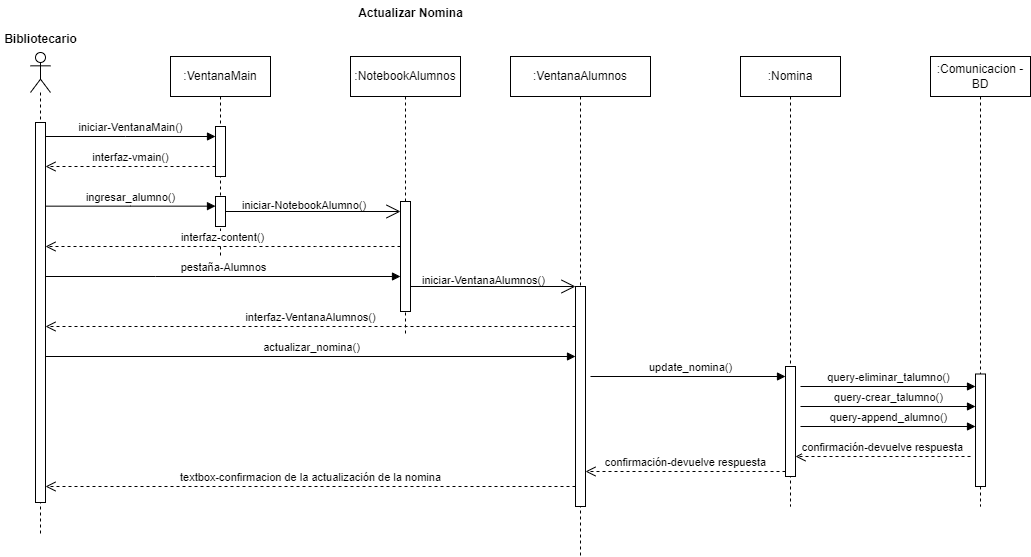 Actualizar Nomina
Bibliotecario
:VentanaMain
:NotebookAlumnos
:VentanaAlumnos
:Nomina
:Comunicacion -
BD
iniciar-VentanaMain()
interfaz-vmain()
ingresar_alumno()
iniciar-NotebookAlumno()
interfaz-content()
pestaña-Alumnos
iniciar-VentanaAlumnos()
interfaz-VentanaAlumnos()
actualizar_nomina()
update_nomina()
query-eliminar_talumno()
query-crear_talumno()
query-append_alumno()
confirmación-devuelve respuesta
confirmación-devuelve respuesta
textbox-confirmacion de la actualización de la nomina